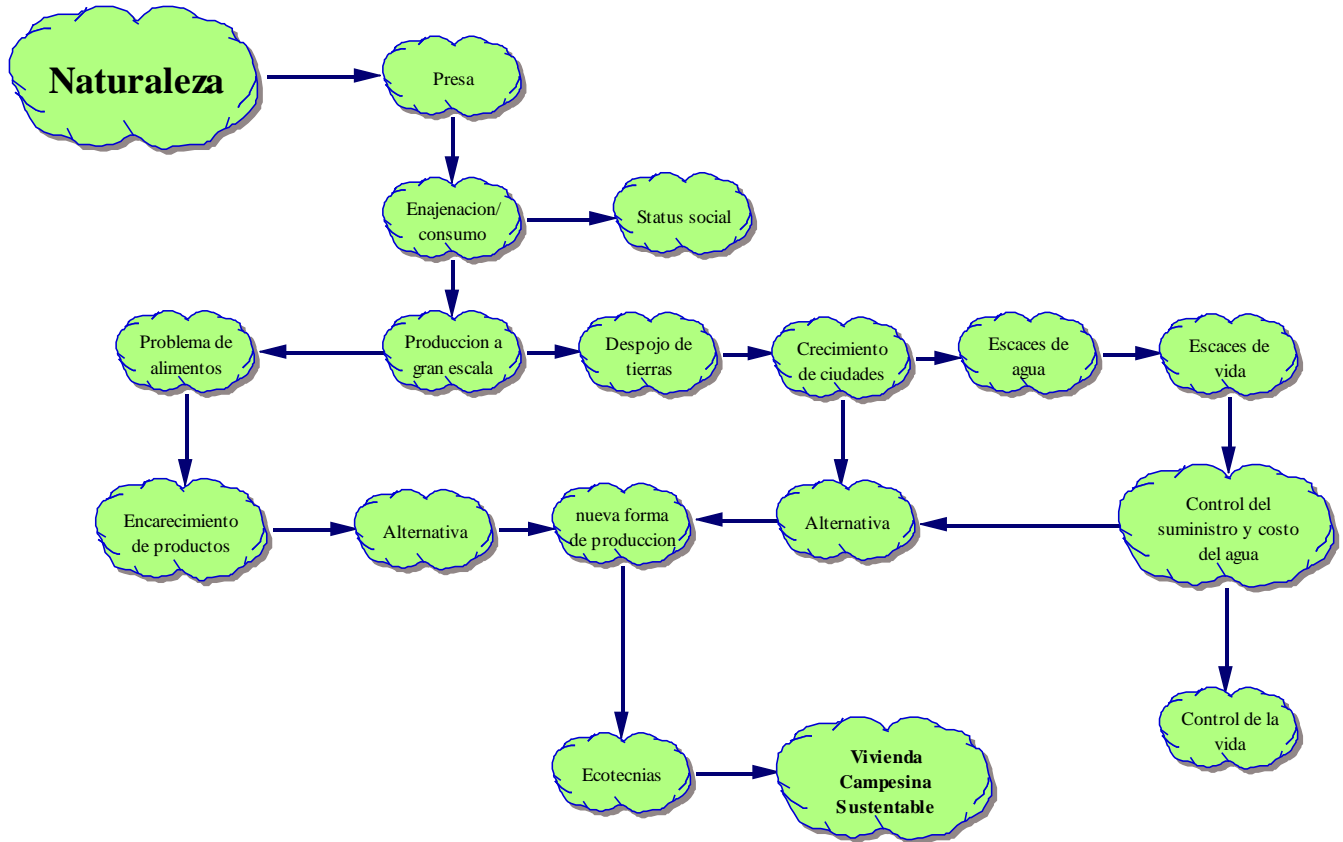 Naturaleza
Presa
Enajenacion/
consumo
Status social
Problema de
alimentos
Produccion a
gran escala
Despojo de
tierras
Crecimiento
de ciudades
Escaces de
agua
Escaces de
vida
Encarecimiento
de productos
Alternativa
nueva forma
de produccion
Alternativa
Control del
suministro y costo
del agua
Control de la
vida
Ecotecnias
Vivienda
Campesina
Sustentable